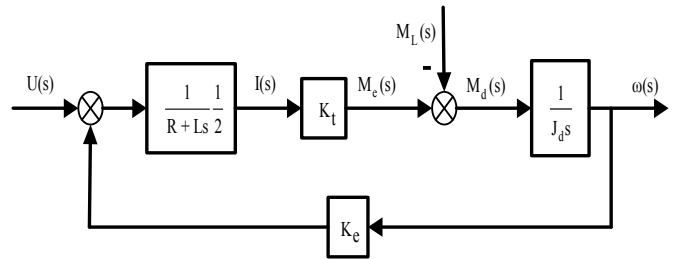 M_L(s)
-
U(s)
1 1
R + Ls 2
I(s)
K_t
M_e(s)
M_d(s)
1
J_d s
ω(s)
K_e